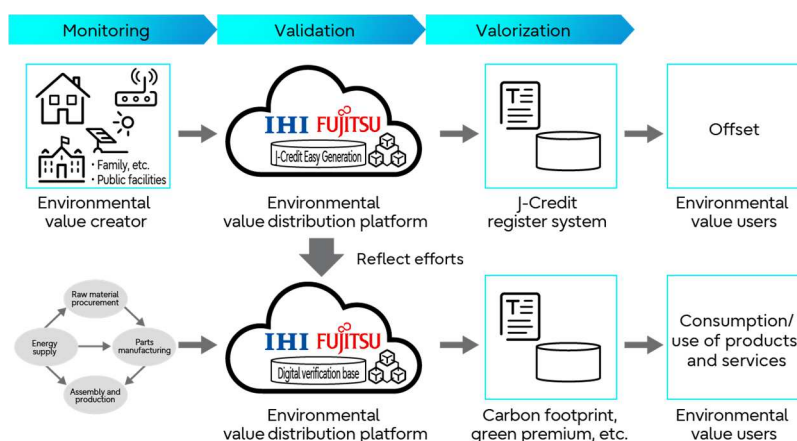 Monitoring
Validation
Valorization
IHI FUJITSU
J-Credit Easy Generation
・Family, etc.
・Public facilities
T
Offset
Environmental
value creator
Environmental
value distribution platform
J-Credit
register system
Environmental
value users
Reflect efforts
Raw material
procurement
Energy
supply
Parts
manufacturing
Assembly and
production
IHI FUJITSU
Digital verification base
T
Consumption/
use of products
and services
Environmental
value distribution platform
Carbon footprint,
green premium, etc.
Environmental
value users